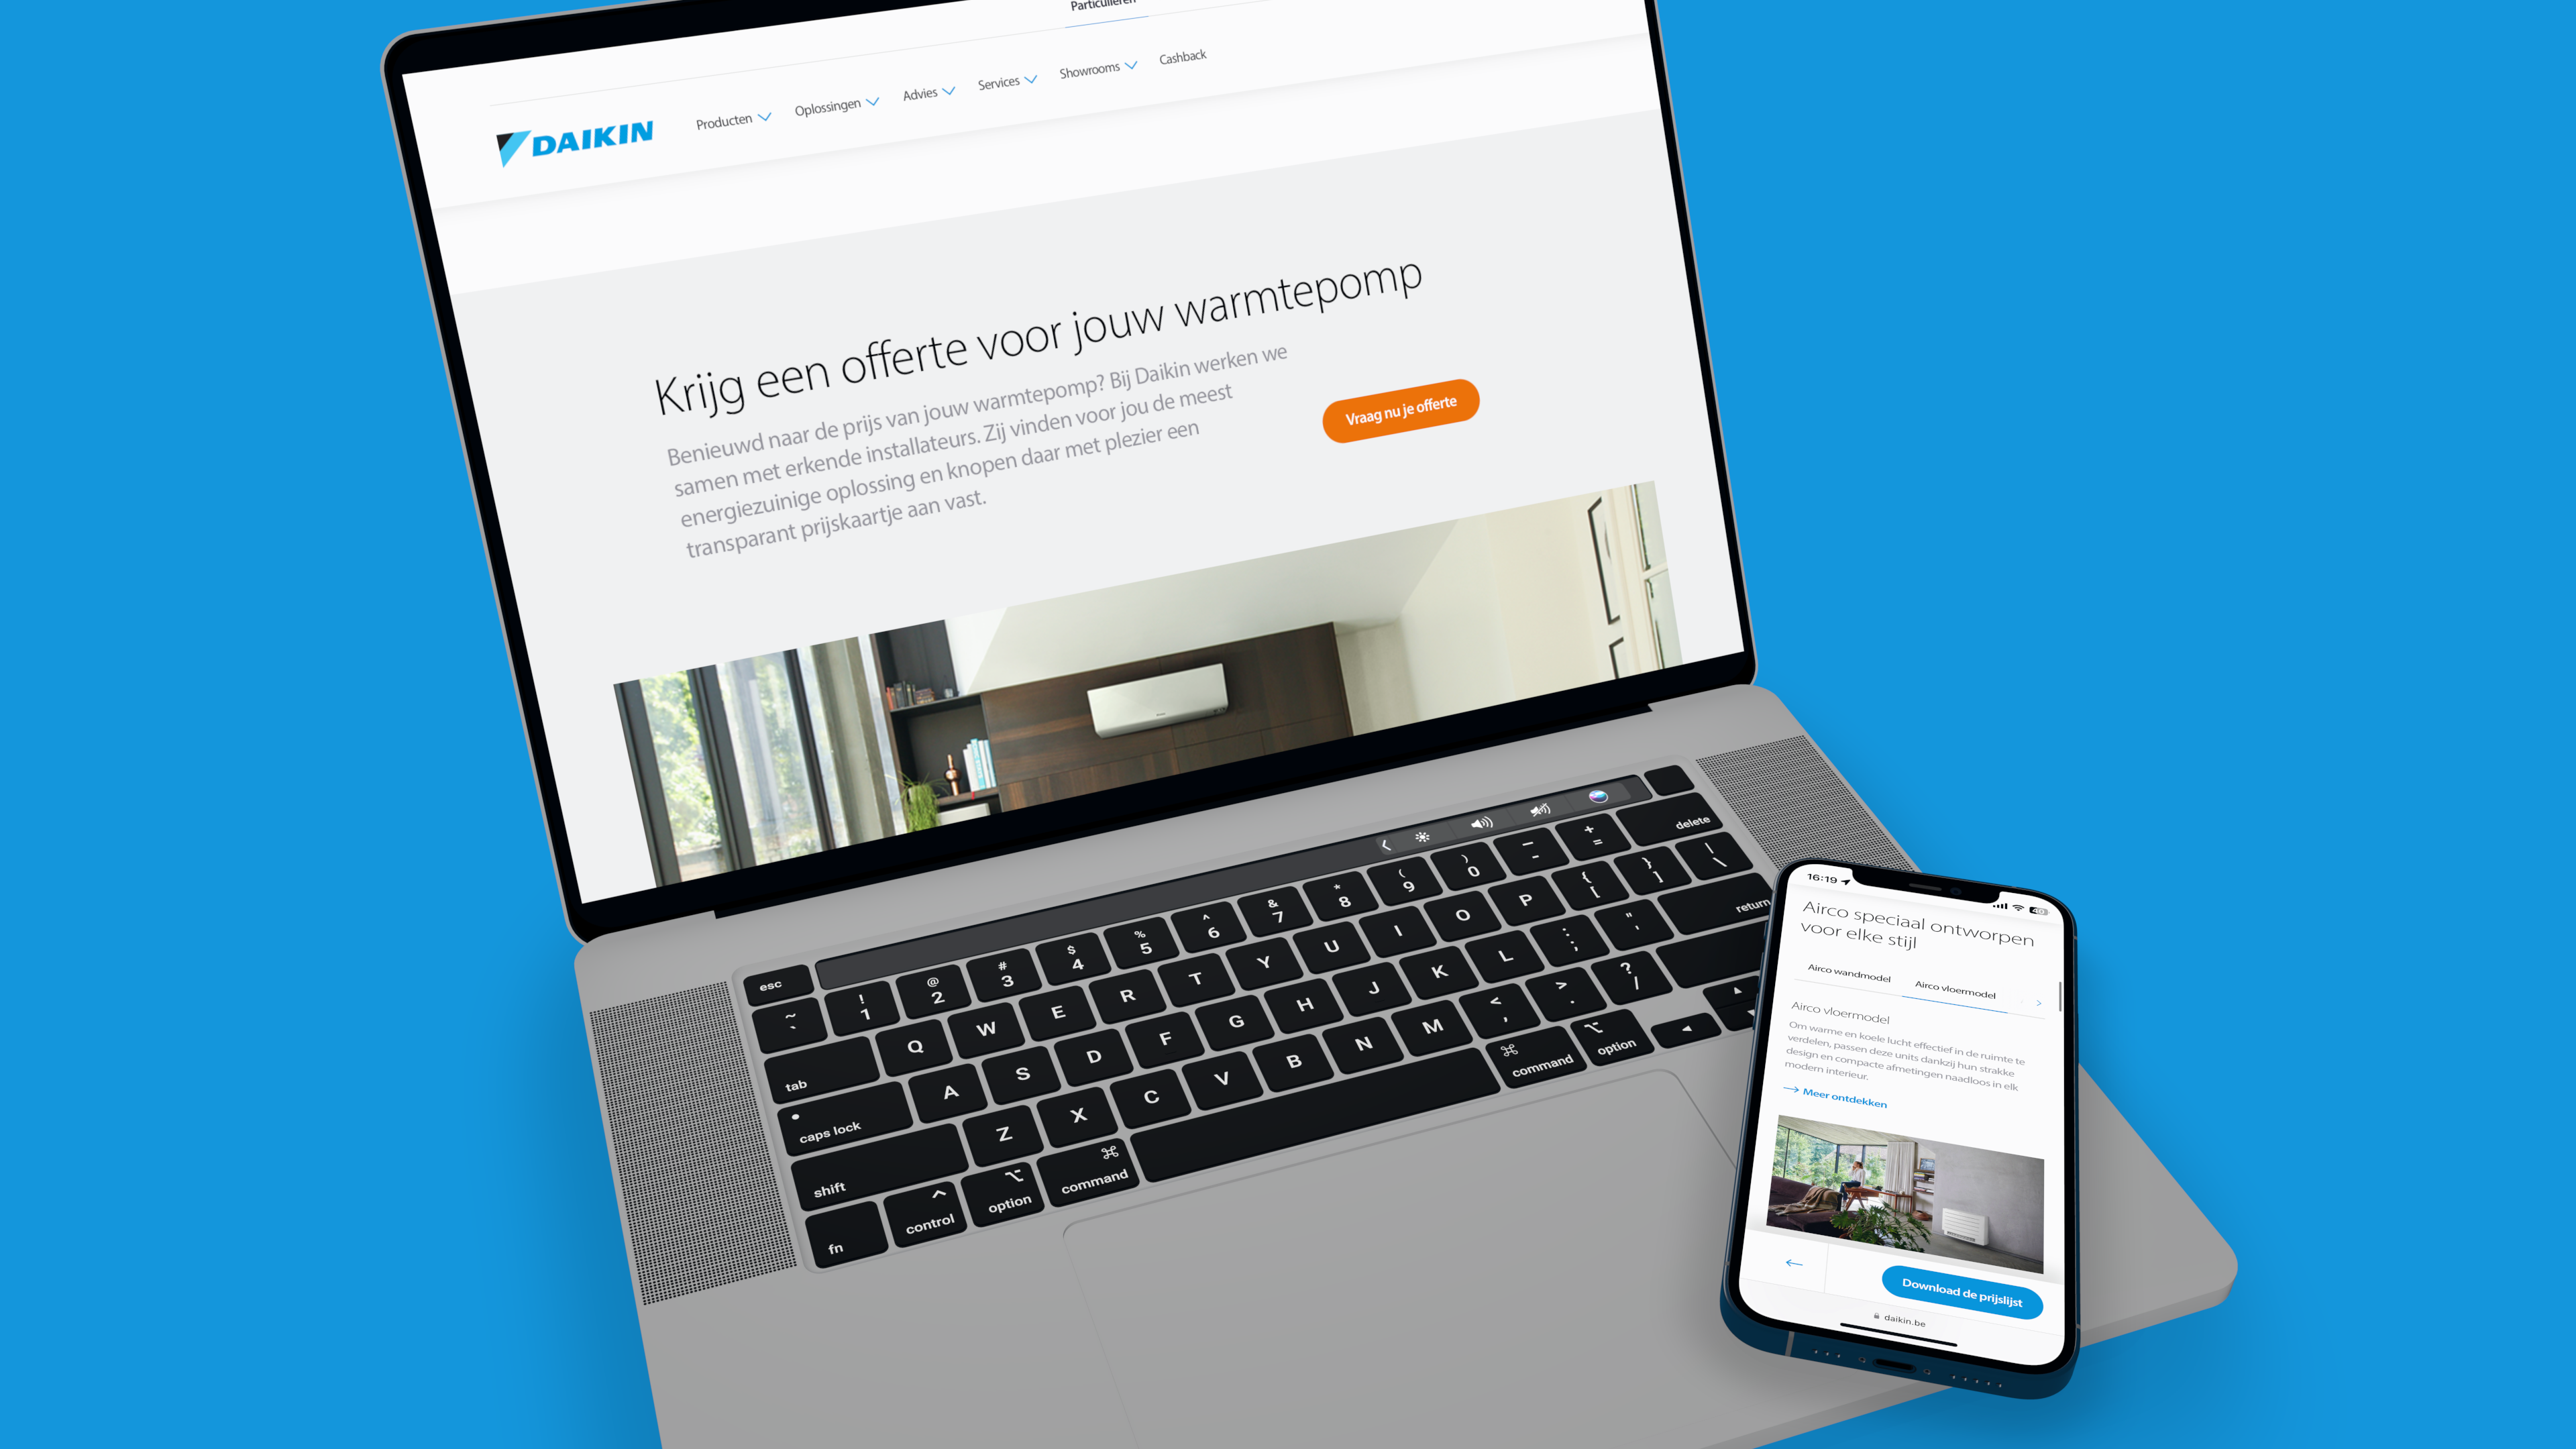 Particulieren
DAIKIN
Producten
Oplossingen
Advies
Services
Showrooms
Cashback
Krijg een offerte voor jouw warmtepomp
Benieuwd naar de prijs van jouw warmtepomp? Bij Daikin werken we
samen met erkende installateurs. Zij vinden voor jou de meest
energiezuinige oplossing en knopen daar met plezier een
transparant prijskaartje aan vast.
Vraag nu je offerte
esc
~ ` ! 1 @ 2 # 3 $ 4 % 5 ^ 6 & 7 * 8 ( 9 ) 0 – - + = delete
tab Q W E R T Y U I O P { [ } ] | \
caps lock A S D F G H J K L : ; " ' return
shift Z X C V B N M < , > . ? /
fn control option command command option
16:19
40
Airco speciaal ontworpen
voor elke stijl
Airco wandmodel
Airco vloermodel
Airco vloermodel
Om warme en koele lucht effectief in de ruimte te
verdelen, passen deze units dankzij hun strakke
design en compacte afmetingen naadloos in elk
modern interieur.
→ Meer ontdekken
Download de prijslijst
daikin.be